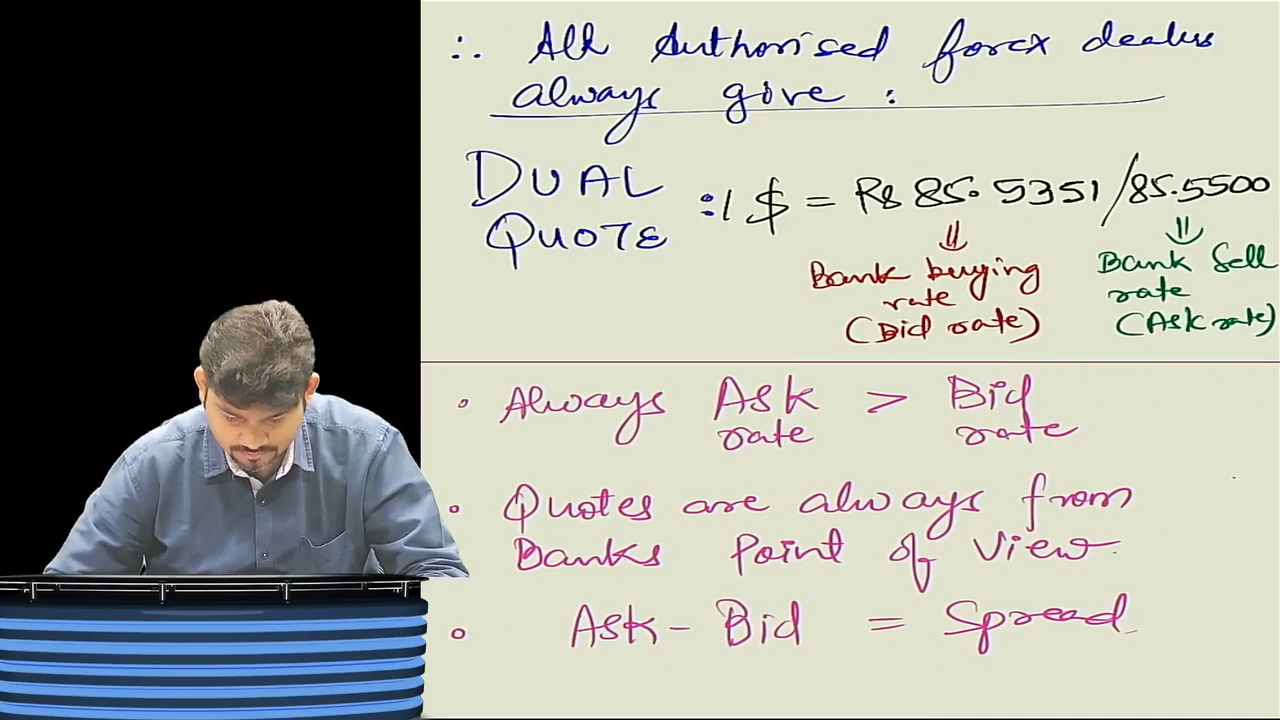 ∴ All Authorised forex dealers
always give :
DUAL
QUOTE
: 1 $ = Rs 85.5351/85.5500
Bank buying
rate
(Bid rate)
Bank Sell
rate
(Ask rate)
• Always Ask > Bid
rate rate
• Quotes are always from
Banks Point of View.
• Ask - Bid = Spread